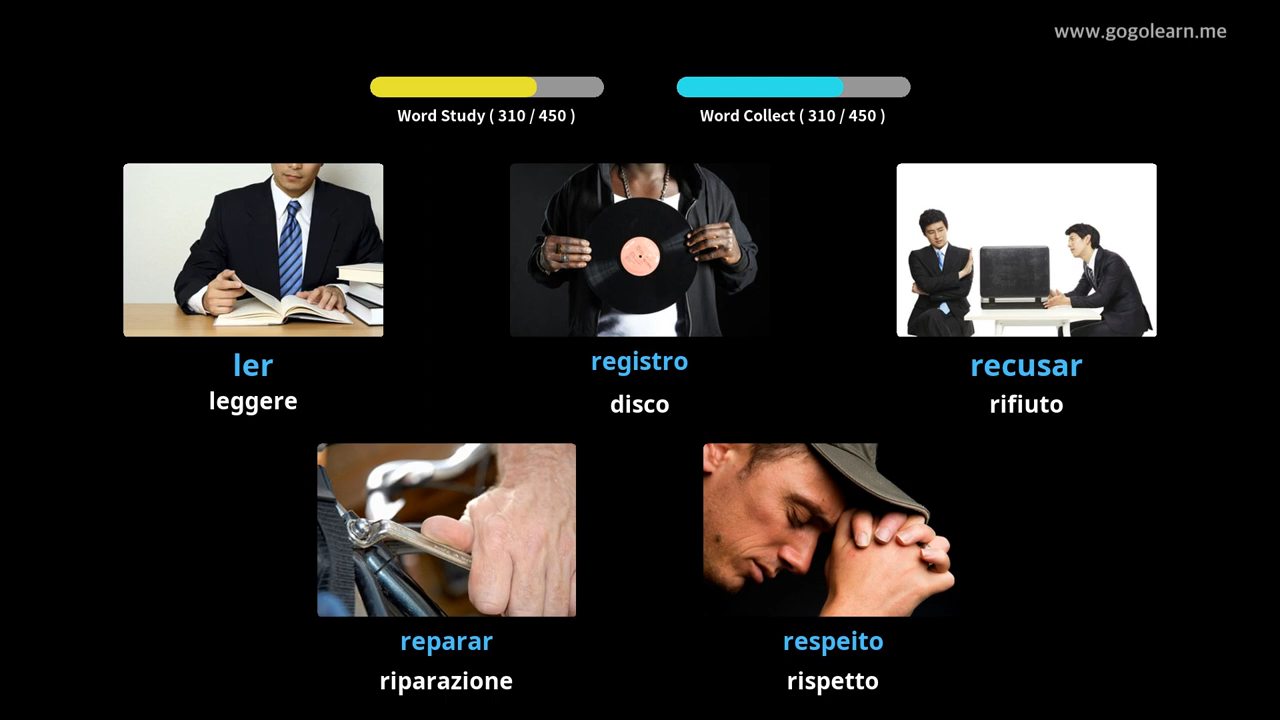 www.gogolearn.me
Word Study ( 310 / 450 )
Word Collect ( 310 / 450 )
ler
leggere
registro
disco
recusar
rifiuto
reparar
riparazione
respeito
rispetto